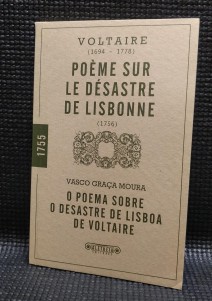 VOLTAIRE
(1694 - 1778)
POÈME SUR
LE DÉSASTRE
DE LISBONNE
(1756)
1755
VASCO GRAÇA MOURA
O POEMA SOBRE
O DESASTRE DE LISBOA
DE VOLTAIRE